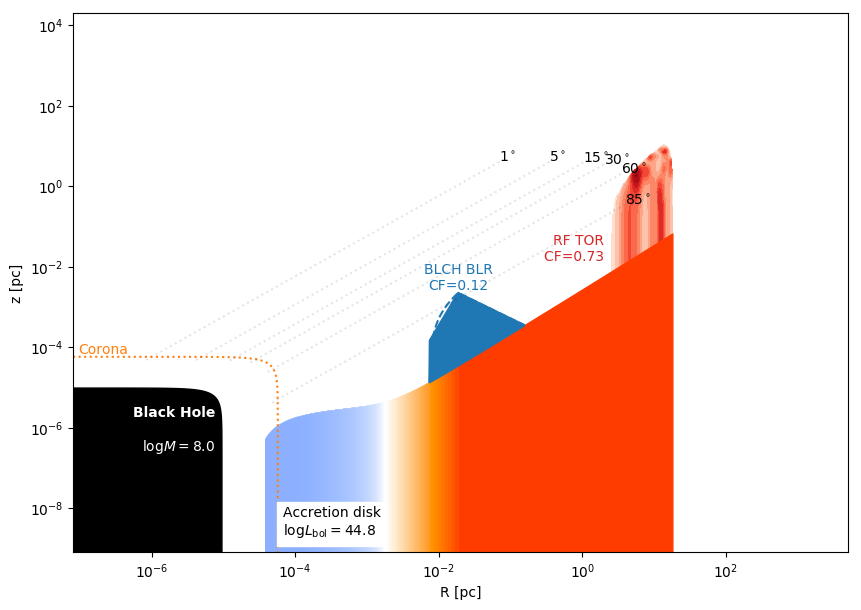 10^4
10^2
10^0
10^−2
10^−4
10^−6
10^−8
z [pc]
1°
5°
15°
30°
60°
85°
RF TOR
CF=0.73
BLCH BLR
CF=0.12
Corona
Black Hole
logM = 8.0
Accretion disk
logL_bol = 44.8
10^−6
10^−4
10^−2
10^0
10^2
R [pc]